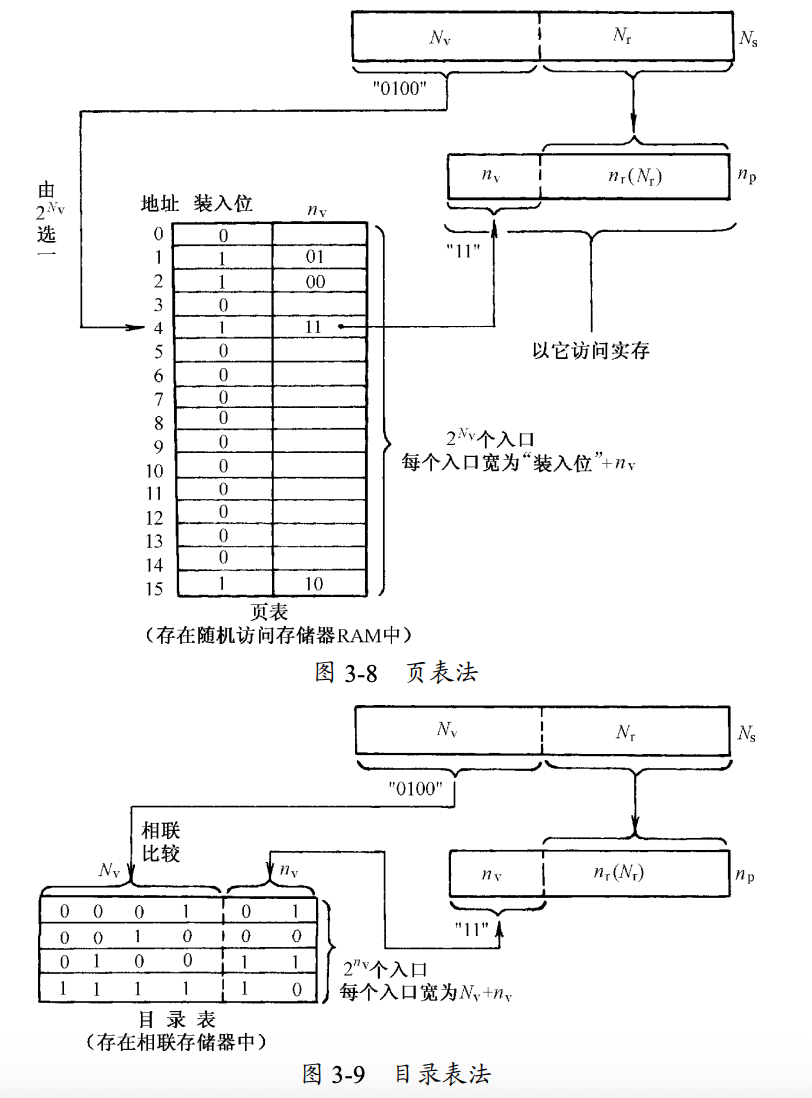 Nv Nr Ns
"0100"
由2^Nv选一
nv nr(Nr) np
"11"
以它访问实存
地址 装入位 nv
0 0
1 1 01
2 1 00
3 0
4 1 11
5 0
6 0
7 0
8 0
9 0
10 0
11 0
12 0
13 0
14 0
15 1 10
2^Nv个入口
每个入口宽为“装入位”+nv
页表
（存在随机访问存储器RAM中）
图 3-8 页表法
Nv Nr Ns
"0100"
相联
比较
Nv nv
nv nr(Nr) np
"11"
0 0 0 1 0 1
0 0 1 0 0 0
0 1 0 0 1 1
1 1 1 1 1 0
2^nv个入口
每个入口宽为Nv+nv
目 录 表
（存在相联存储器中）
图 3-9 目录表法